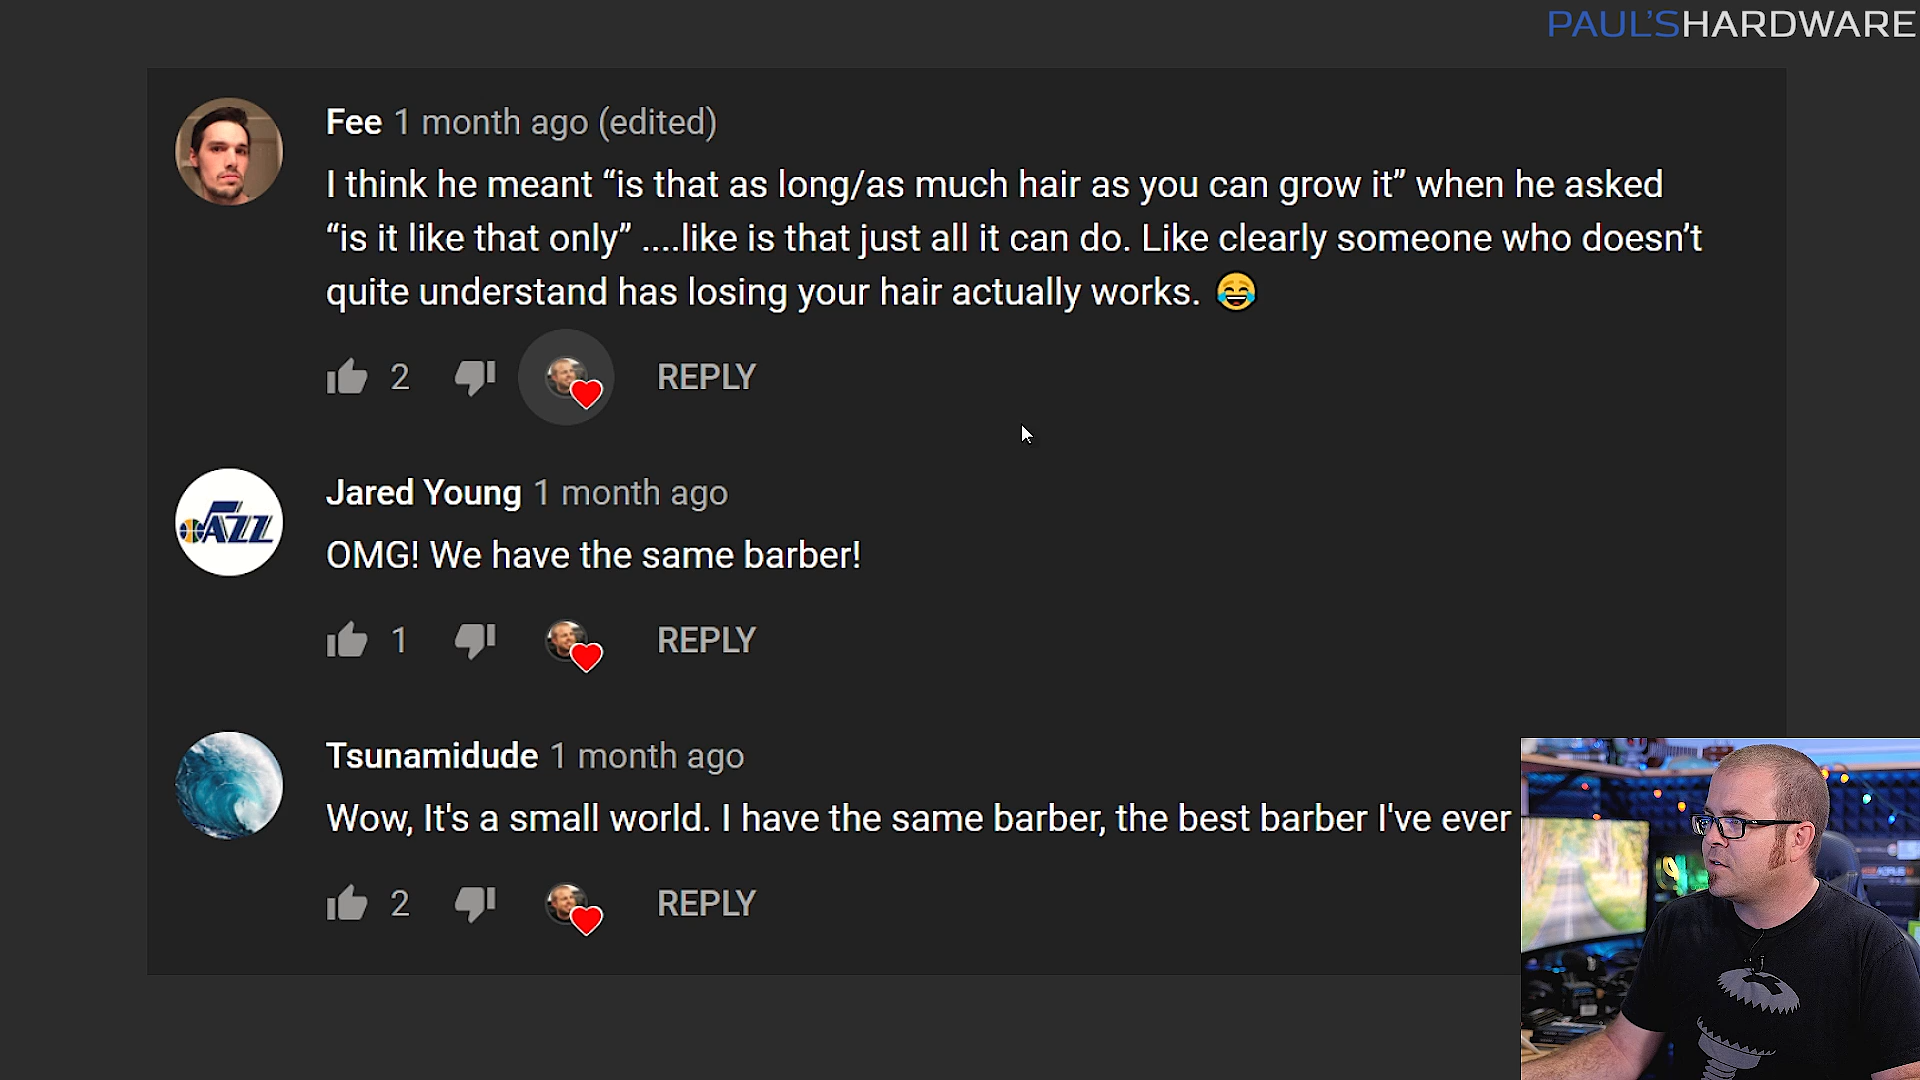 PAUL'SHARDWARE
Fee 1 month ago (edited)
I think he meant “is that as long/as much hair as you can grow it” when he asked
“is it like that only” ....like is that just all it can do. Like clearly someone who doesn’t
quite understand has losing your hair actually works. 😂
2 REPLY
JAZZ
Jared Young 1 month ago
OMG! We have the same barber!
1 REPLY
Tsunamidude 1 month ago
Wow, It's a small world. I have the same barber, the best barber I've ever
2 REPLY